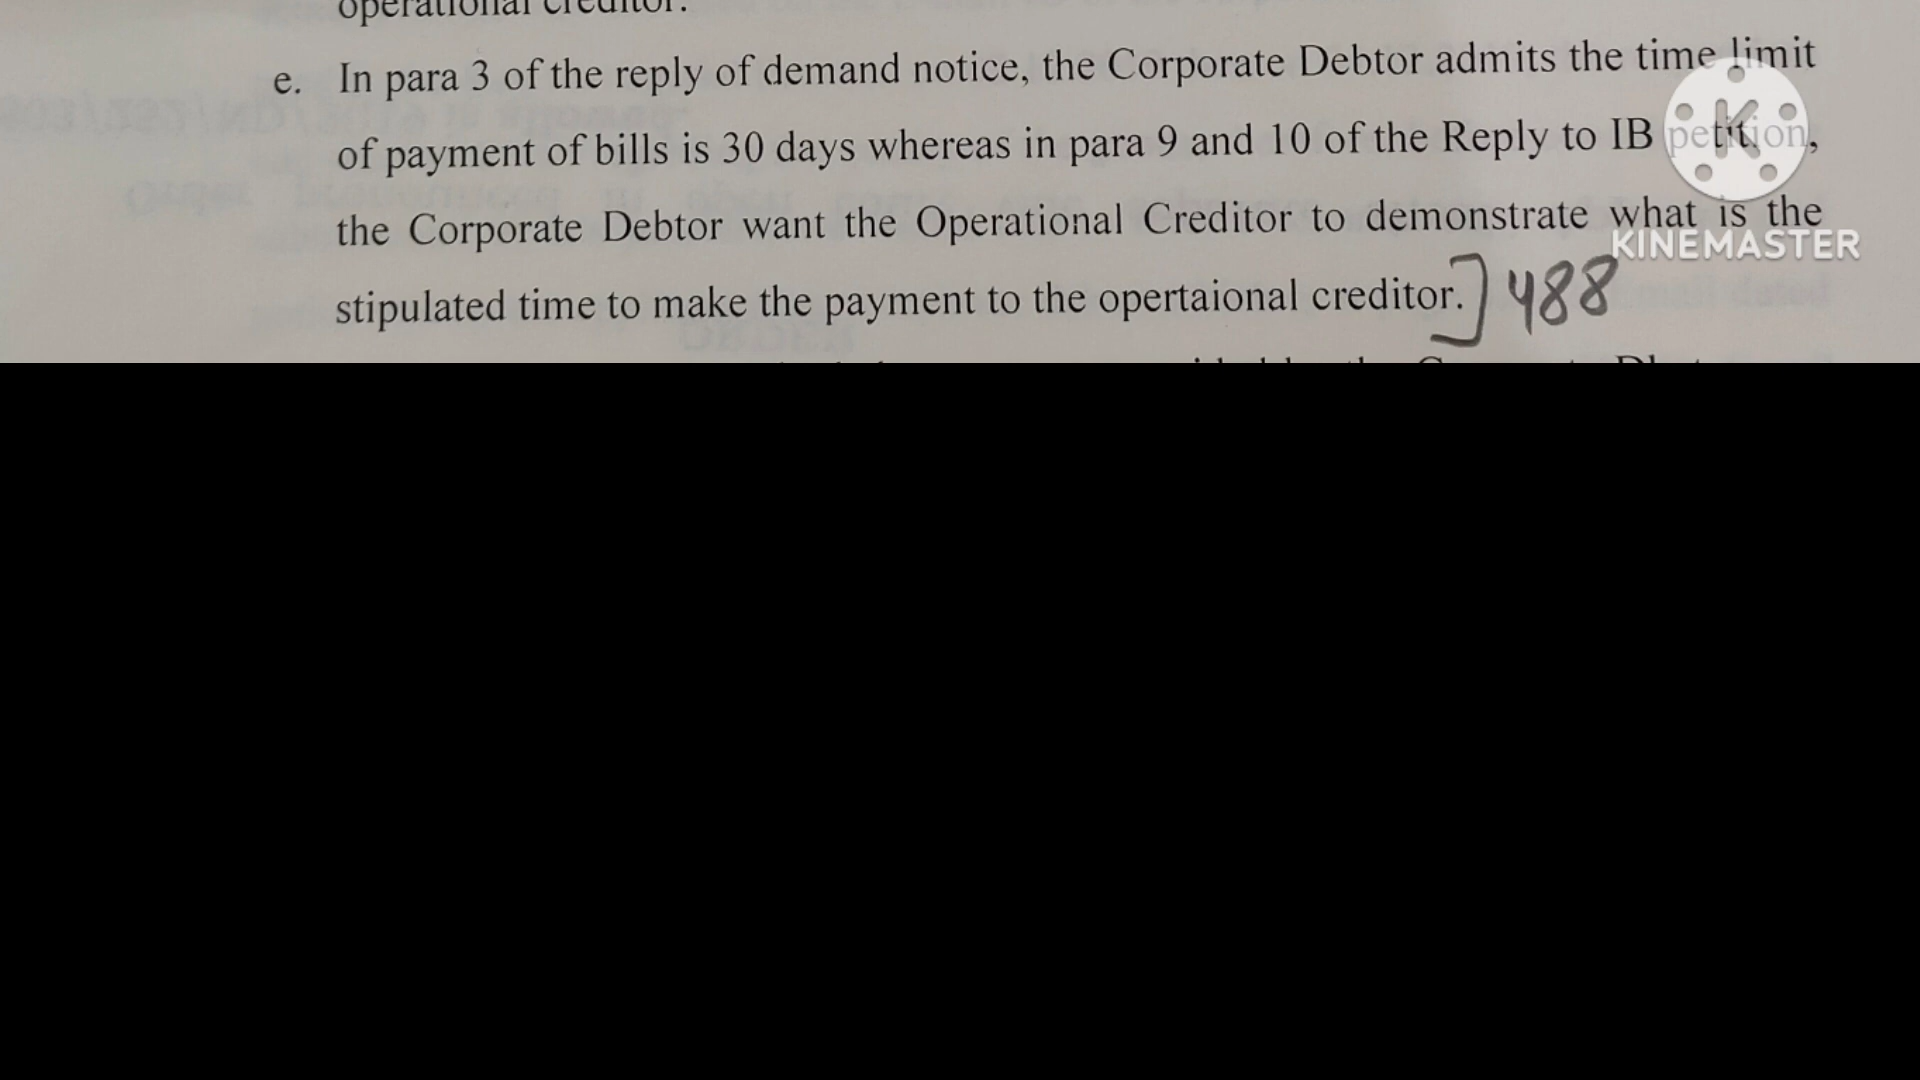 operational creditor.
e. In para 3 of the reply of demand notice, the Corporate Debtor admits the time limit
of payment of bills is 30 days whereas in para 9 and 10 of the Reply to IB petition,
the Corporate Debtor want the Operational Creditor to demonstrate what is the
stipulated time to make the payment to the opertaional creditor.] 488
K
KINEMASTER